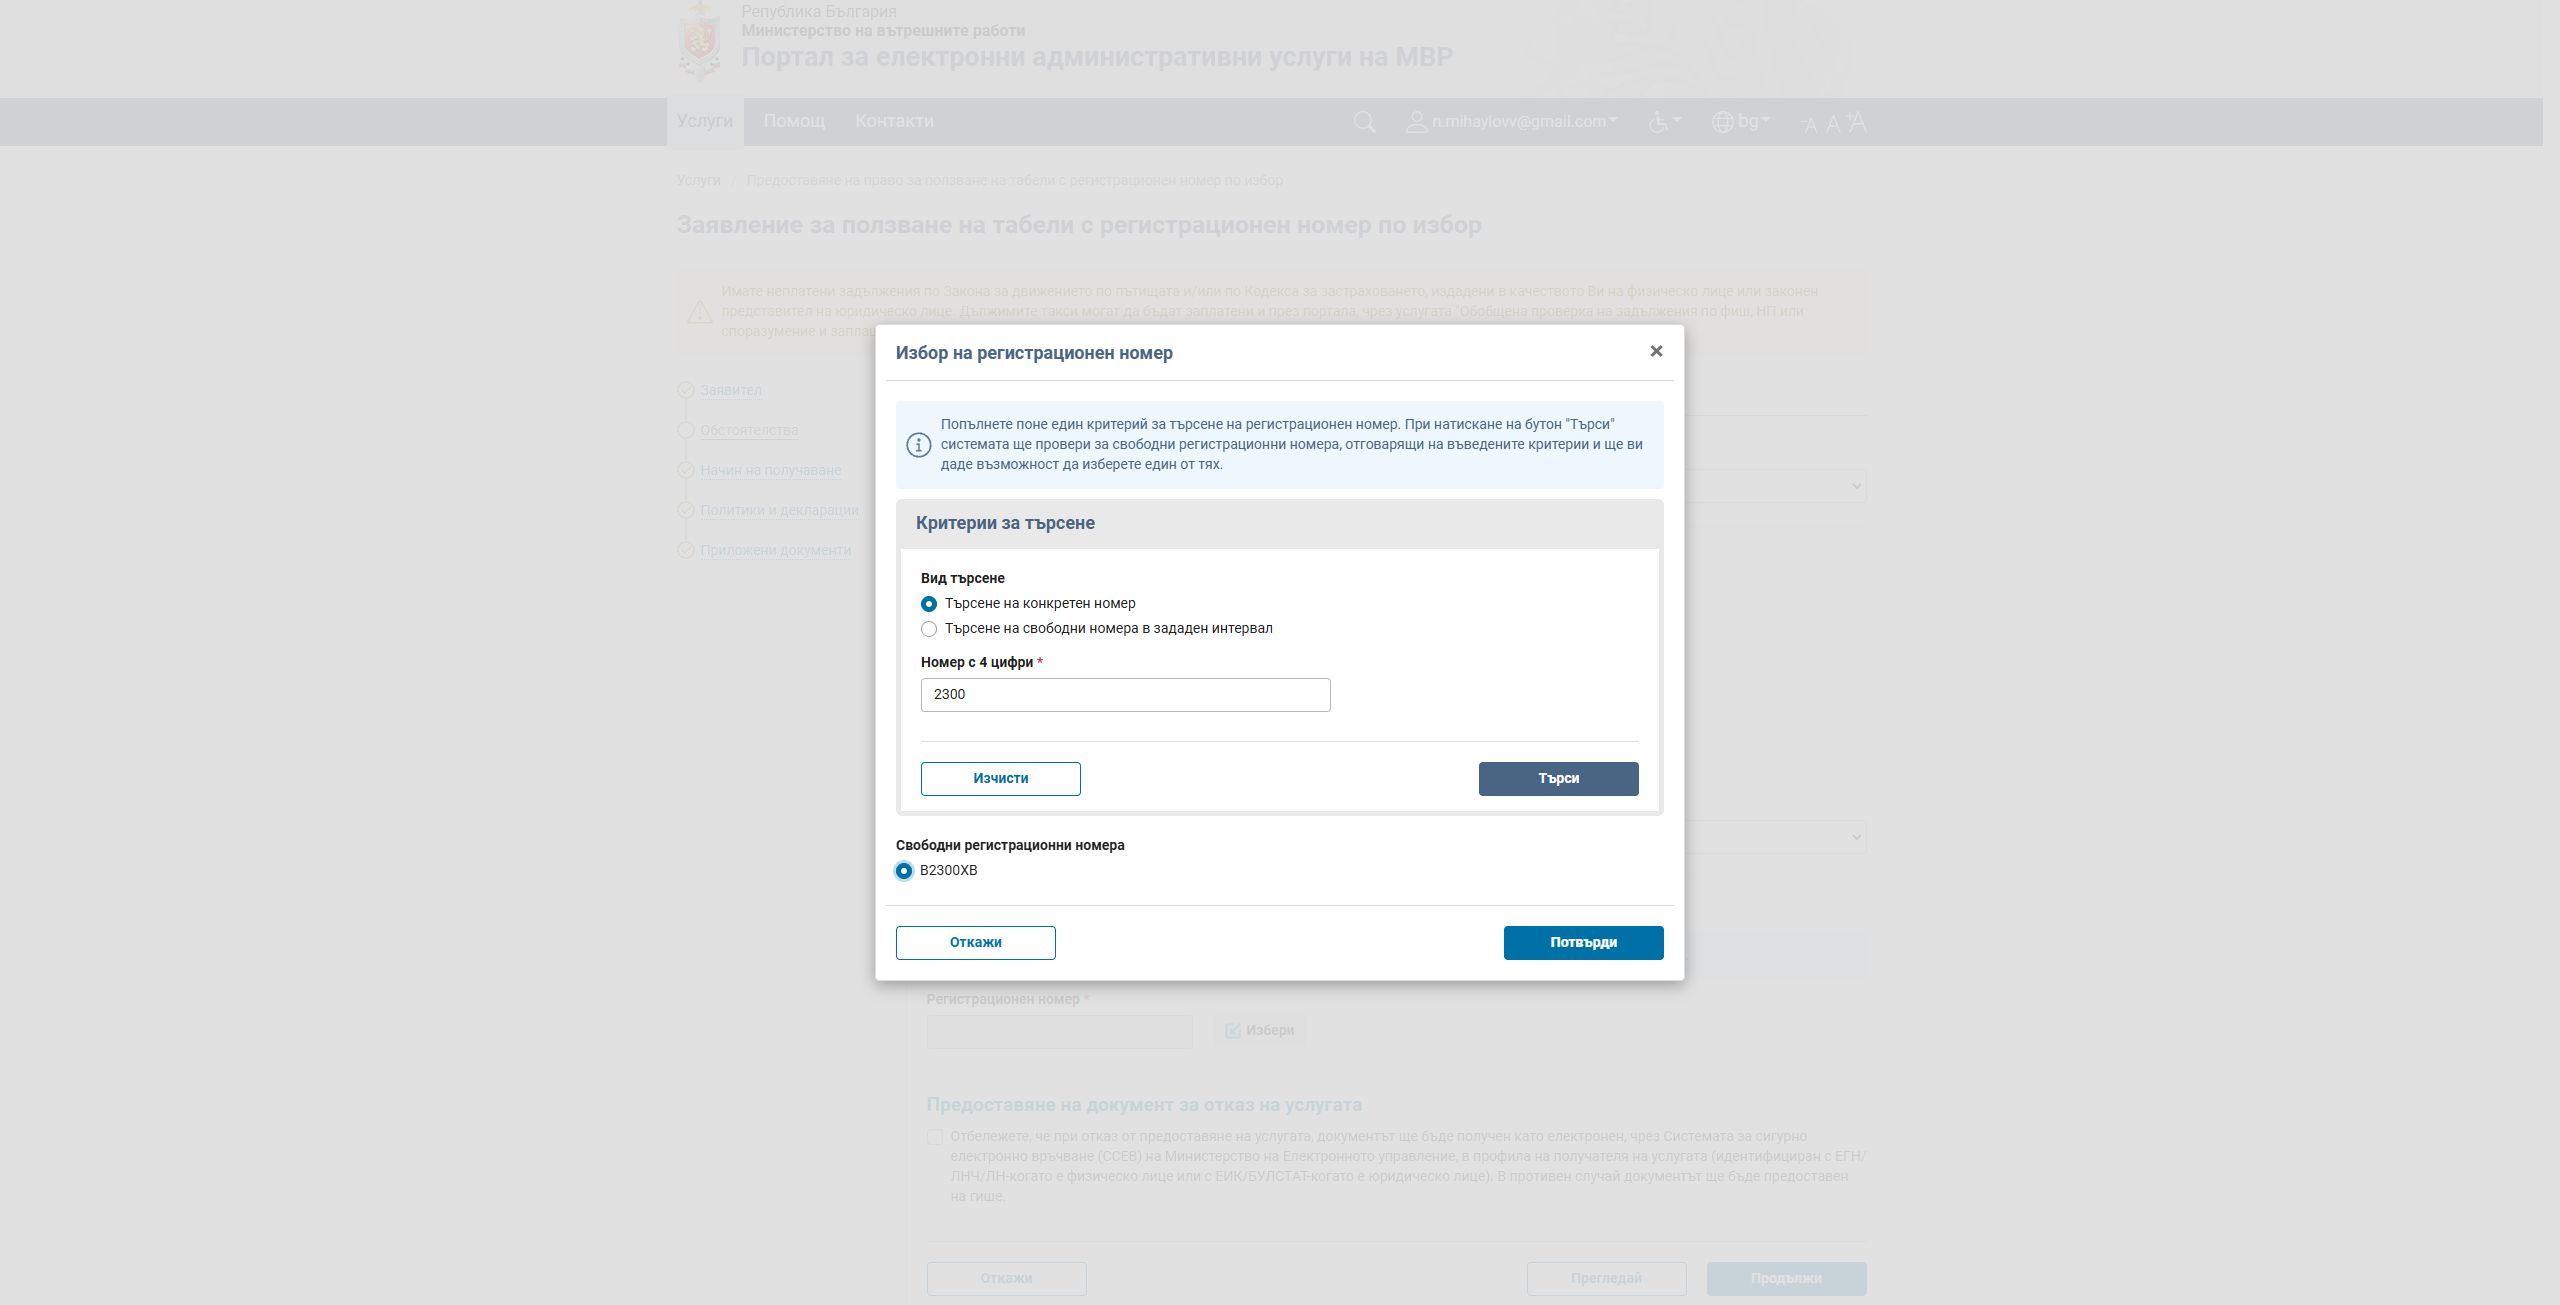 Република България
Министерство на вътрешните работи
Портал за електронни административни услуги на МВР
Услуги
Помощ
Контакти
n.mihaylovv@gmail.com
bg
-A A +A
Услуги / Предоставяне на право за ползване на табели с регистрационен номер по избор
Заявление за ползване на табели с регистрационен номер по избор
Имате неплатени задължения по Закона за движението по пътищата и/или по Кодекса за застраховането, издадени в качеството Ви на физическо лице или законен
представител на юридическо лице. Дължимите такси могат да бъдат заплатени и през портала, чрез услугата "Обобщена проверка на задължения по фиш, НП или
споразумение и
Заявител
Обстоятелства
Начин на получаване
Политики и декларации
Приложени документи
Избор на регистрационен номер
×
Попълнете поне един критерий за търсене на регистрационен номер. При натискане на бутон "Търси"
системата ще провери за свободни регистрационни номера, отговарящи на въведените критерии и ще ви
даде възможност да изберете един от тях.
Критерии за търсене
Вид търсене
Търсене на конкретен номер
Търсене на свободни номера в зададен интервал
Номер с 4 цифри *
2300
Изчисти
Търси
Свободни регистрационни номера
B2300XB
Откажи
Потвърди
Регистрационен номер *
Избери
Предоставяне на документ за отказ на услугата
Отбележете, че при отказ от предоставяне на услугата, документът ще бъде получен като електронен, чрез Системата за сигурно
електронно връчване (ССЕВ) на Министерство на Електронното управление, в профила на получателя на услугата (идентифициран с ЕГН/
ЛНЧ/ЛН-когато е физическо лице или с ЕИК/БУЛСТАТ-когато е юридическо лице). В противен случай документът ще бъде предоставен
на гише.
Откажи
Прегледай
Продължи